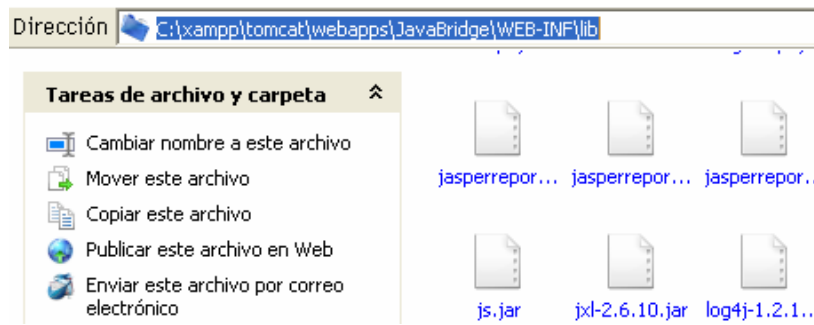 Dirección C:\xampp\tomcat\webapps\JavaBridge\WEB-INF\lib
Tareas de archivo y carpeta
Cambiar nombre a este archivo
Mover este archivo
Copiar este archivo
Publicar este archivo en Web
Enviar este archivo por correo
electrónico
jasperrepor... jasperrepor... jasperrepor..
js.jar jxl-2.6.10.jar log4j-1.2.1..